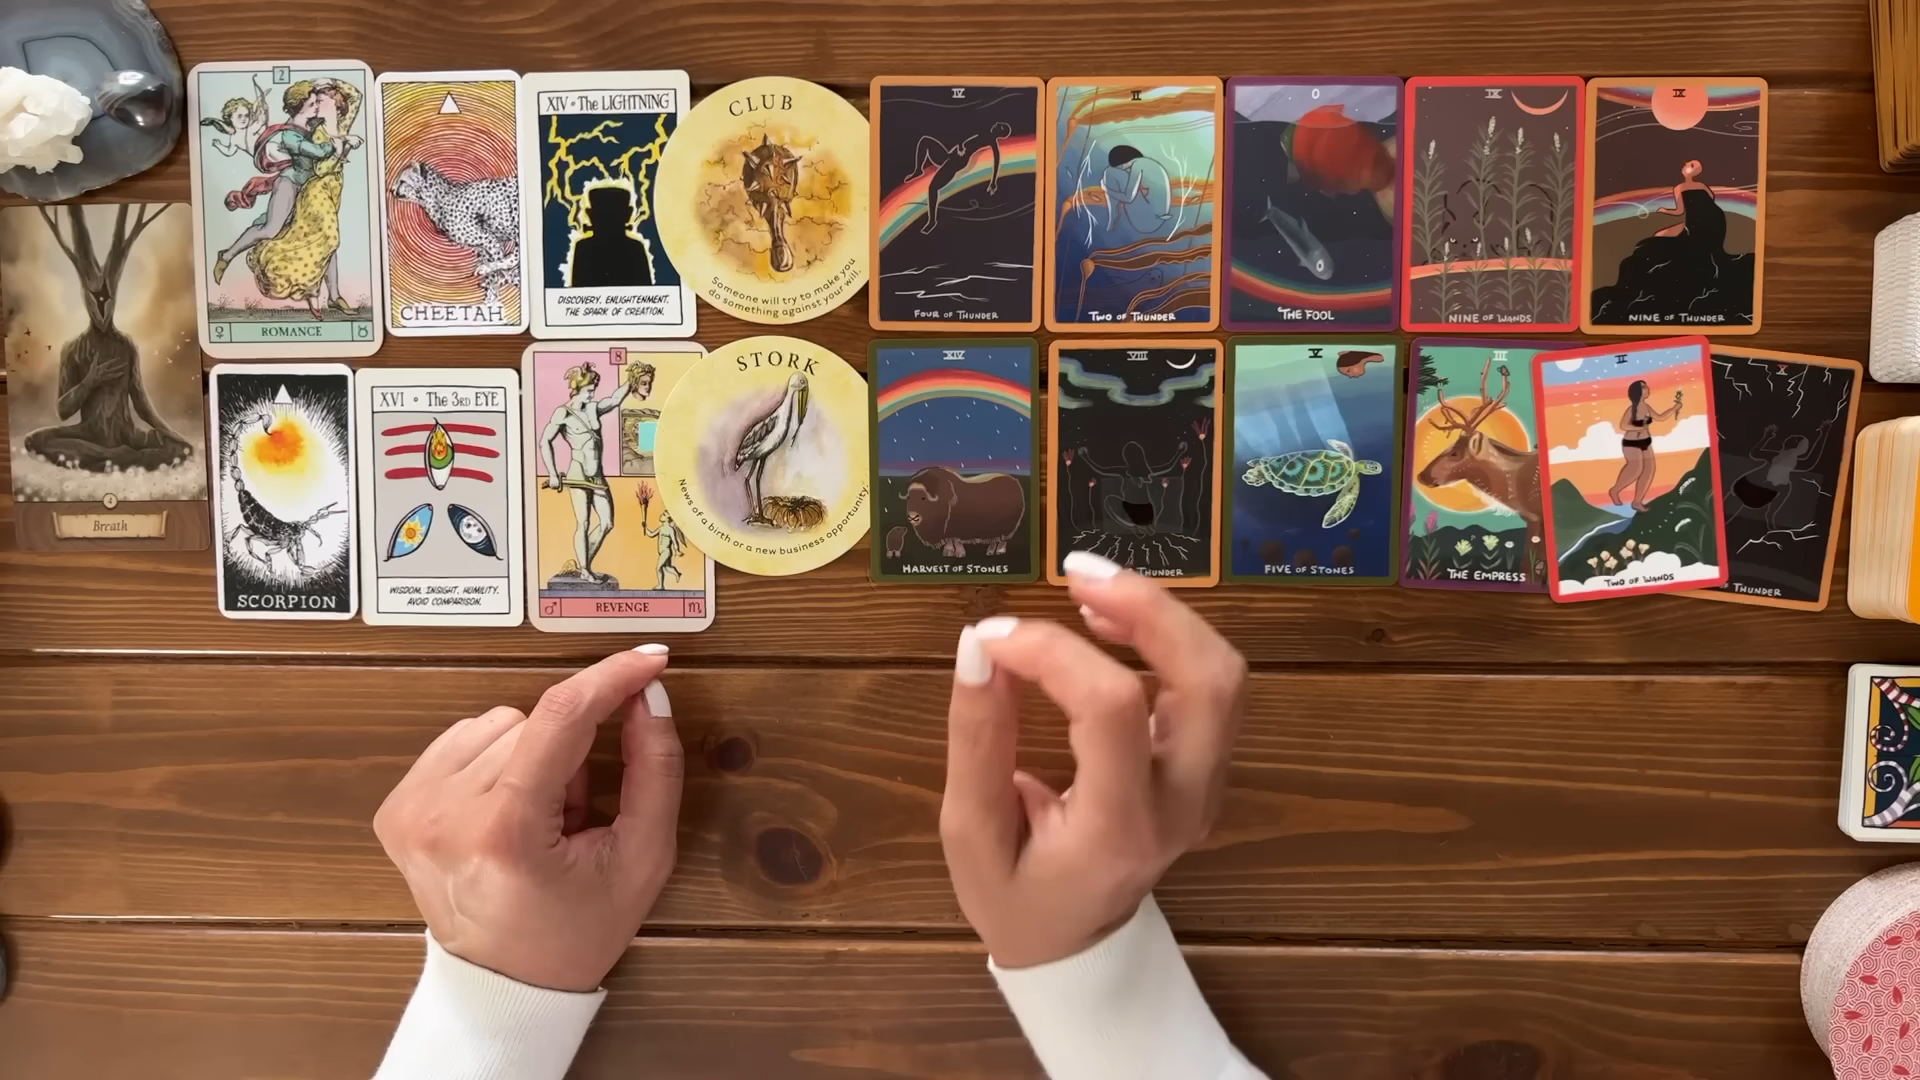 2
ROMANCE
CHEETAH
XIV • The LIGHTNING
DISCOVERY. ENLIGHTENMENT.
THE SPARK OF CREATION.
CLUB
Someone will try to make you
do something against your will.
IV
FOUR OF THUNDER
II
TWO OF THUNDER
0
THE FOOL
IX
NINE OF WANDS
IX
NINE OF THUNDER
4
Breath
SCORPION
XVI • The 3RD EYE
WISDOM. INSIGHT. HUMILITY.
AVOID COMPARISON.
8
REVENGE
STORK
News of a birth or a new business opportunity.
XIV
HARVEST OF STONES
VIII
THUNDER
V
FIVE OF STONES
III
THE EMPRESS
II
TWO OF WANDS
X
OF THUNDER